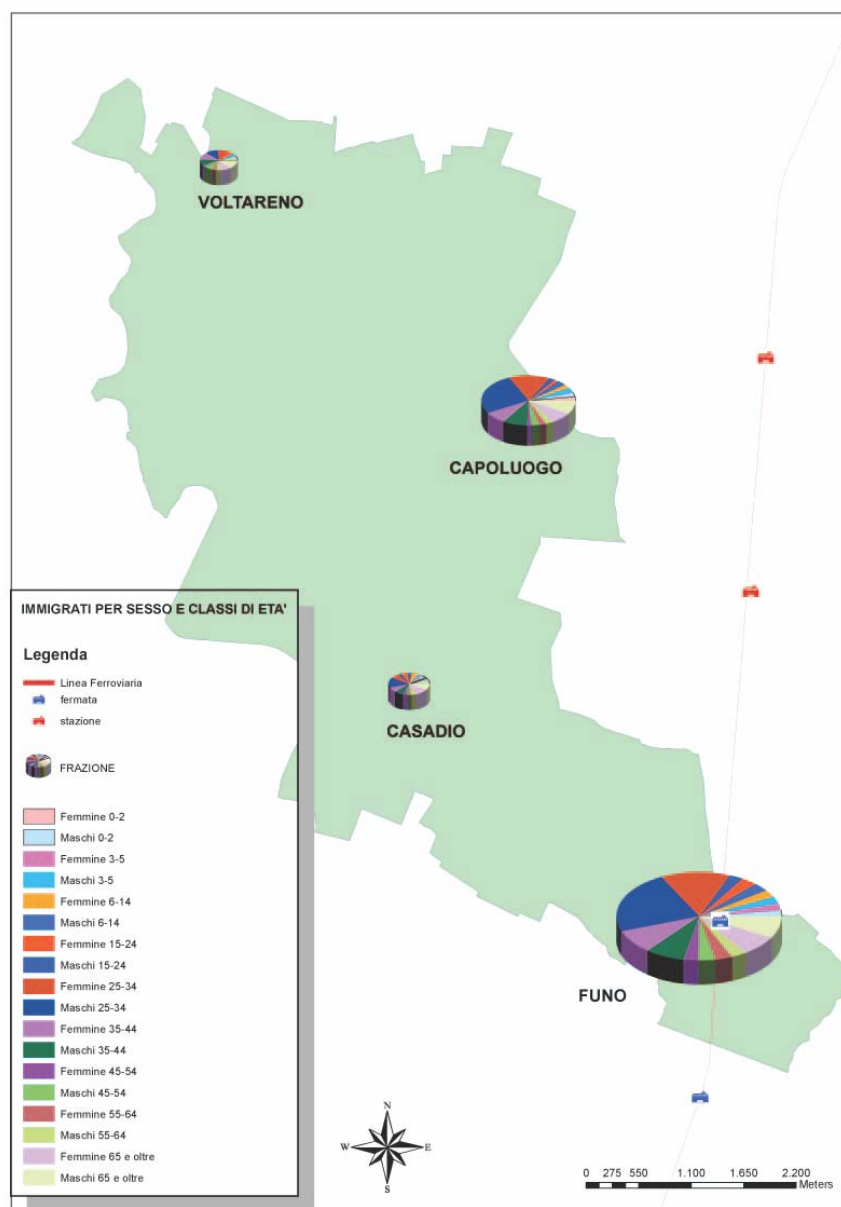 VOLTARENO
CAPOLUOGO
CASADIO
FUNO
IMMIGRATI PER SESSO E CLASSI DI ETA'
Legenda
Linea Ferroviaria
fermata
stazione
FRAZIONE
Femmine 0-2
Maschi 0-2
Femmine 3-5
Maschi 3-5
Femmine 6-14
Maschi 6-14
Femmine 15-24
Maschi 15-24
Femmine 25-34
Maschi 25-34
Femmine 35-44
Maschi 35-44
Femmine 45-54
Maschi 45-54
Femmine 55-64
Maschi 55-64
Femmine 65 e oltre
Maschi 65 e oltre
N
W E
S
0 275 550 1.100 1.650 2.200
Meters